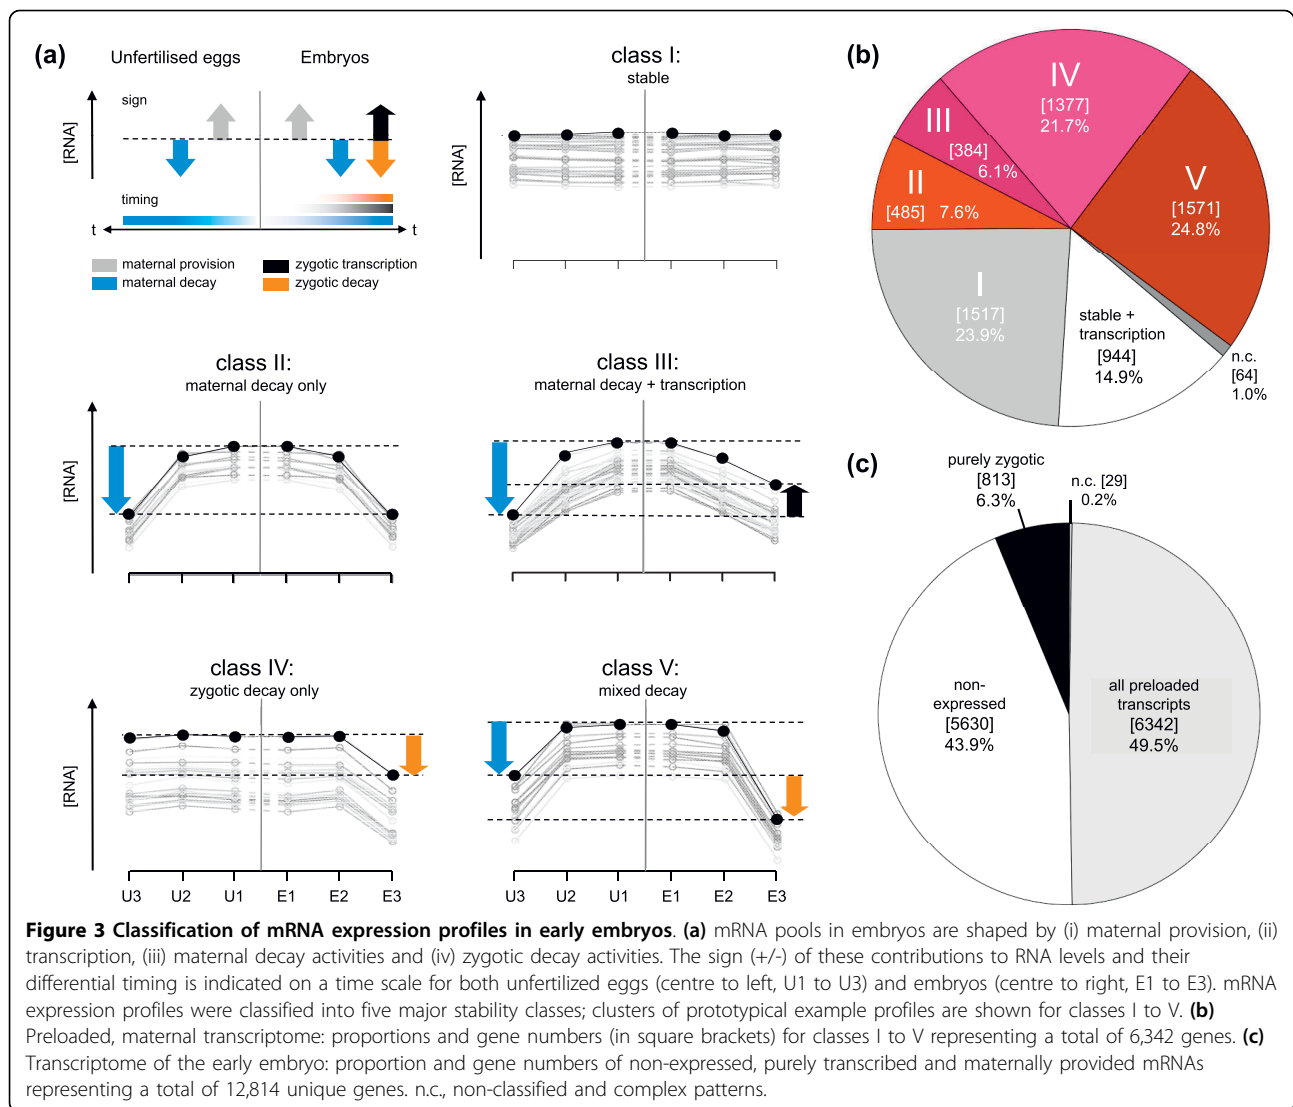 (a)
Unfertilised eggs
Embryos
[RNA]
sign
timing
t
t
maternal provision
maternal decay
zygotic transcription
zygotic decay
class I:
stable
[RNA]
class II:
maternal decay only
[RNA]
class III:
maternal decay + transcription
class IV:
zygotic decay only
[RNA]
U3 U2 U1 E1 E2 E3
class V:
mixed decay
U3 U2 U1 E1 E2 E3
(b)
IV
[1377]
21.7%
III
[384]
6.1%
II
[485] 7.6%
V
[1571]
24.8%
I
[1517]
23.9%
stable +
transcription
[944]
14.9%
n.c.
[64]
1.0%
(c)
purely zygotic
[813]
6.3%
n.c. [29]
0.2%
non-
expressed
[5630]
43.9%
all preloaded
transcripts
[6342]
49.5%
Figure 3 Classification of mRNA expression profiles in early embryos. (a) mRNA pools in embryos are shaped by (i) maternal provision, (ii)
transcription, (iii) maternal decay activities and (iv) zygotic decay activities. The sign (+/-) of these contributions to RNA levels and their
differential timing is indicated on a time scale for both unfertilized eggs (centre to left, U1 to U3) and embryos (centre to right, E1 to E3). mRNA
expression profiles were classified into five major stability classes; clusters of prototypical example profiles are shown for classes I to V. (b)
Preloaded, maternal transcriptome: proportions and gene numbers (in square brackets) for classes I to V representing a total of 6,342 genes. (c)
Transcriptome of the early embryo: proportion and gene numbers of non-expressed, purely transcribed and maternally provided mRNAs
representing a total of 12,814 unique genes. n.c., non-classified and complex patterns.